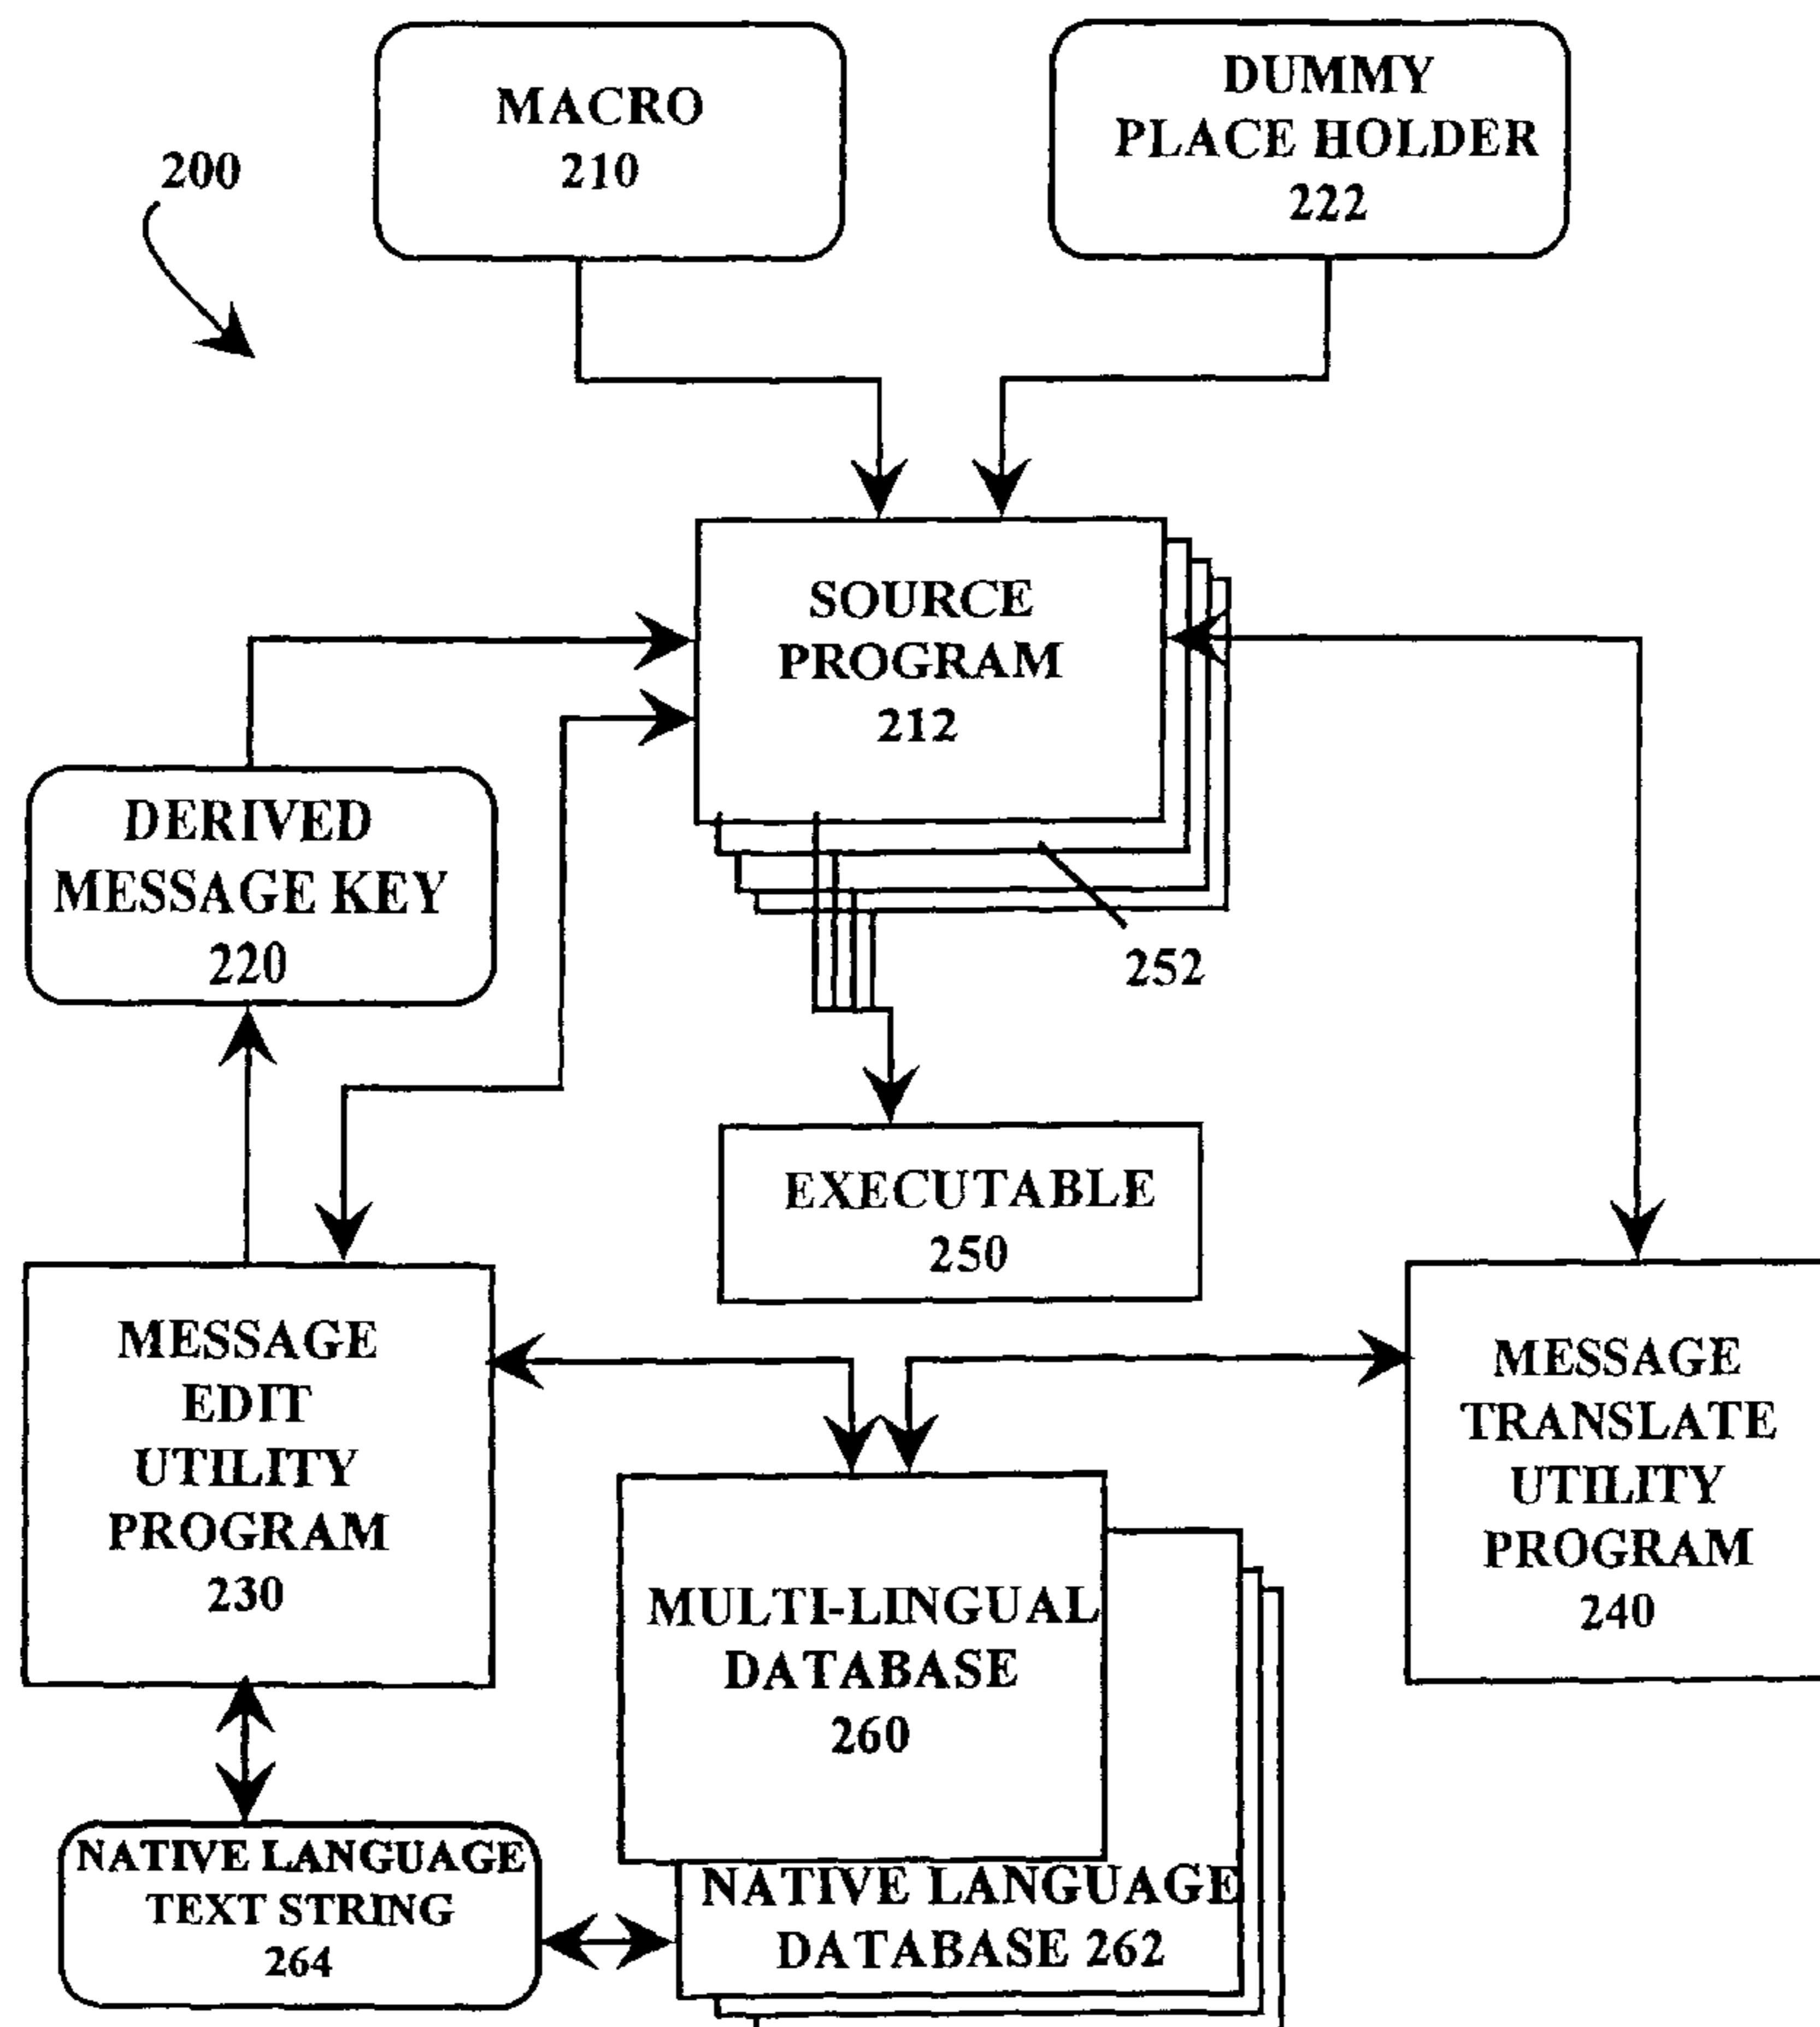 MACRO
210
DUMMY
PLACE HOLDER
222
200
SOURCE
PROGRAM
212
DERIVED
MESSAGE KEY
220
252
EXECUTABLE
250
MESSAGE
EDIT
UTILITY
PROGRAM
230
MESSAGE
TRANSLATE
UTILITY
PROGRAM
240
MULTI-LINGUAL
DATABASE
260
NATIVE LANGUAGE
TEXT STRING
264
NATIVE LANGUAGE
DATABASE 262